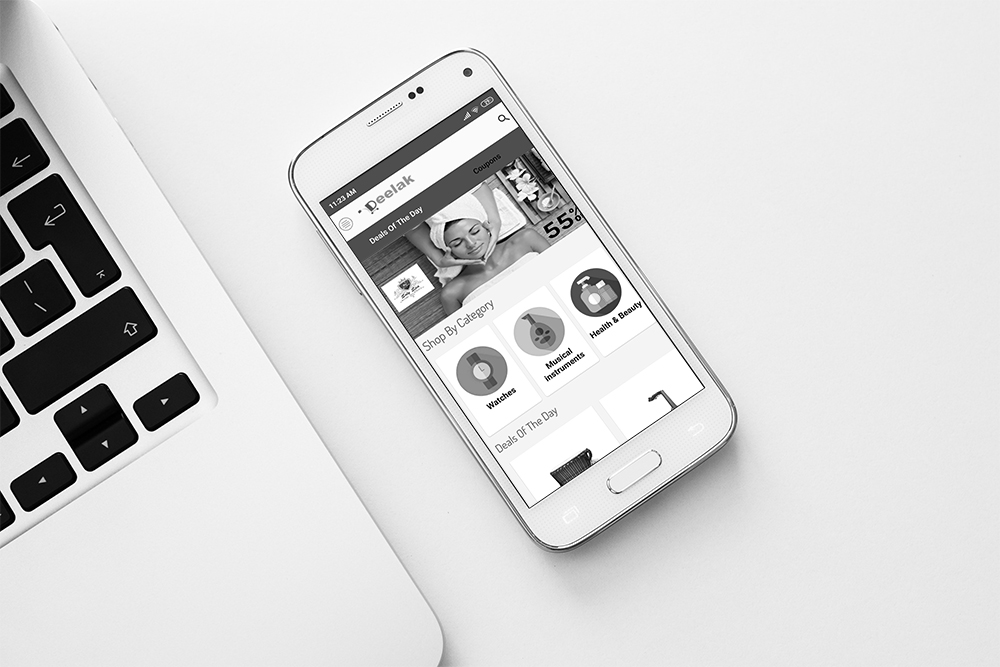 11:23 AM
Deelak
Deals Of The Day
Coupons
55%
Shop By Category
Watches
Musical
Instruments
Health & Beauty
Deals Of The Day